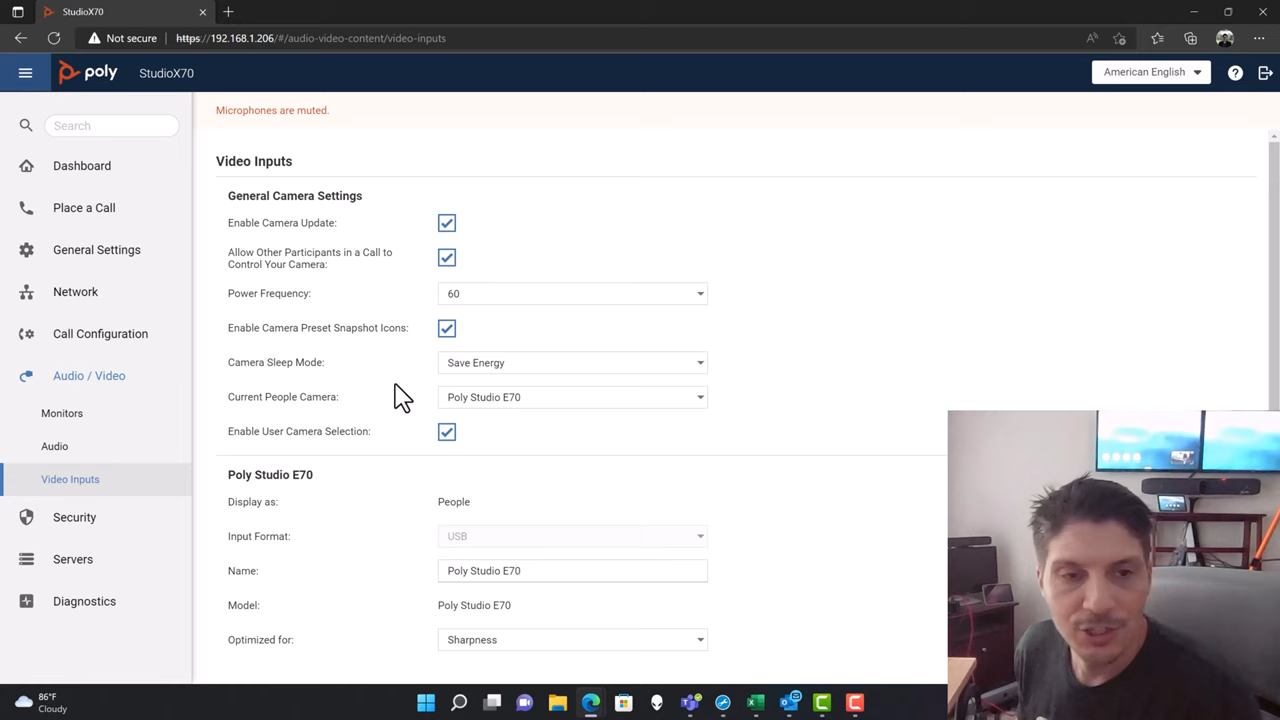 StudioX70
Not secure
https://192.168.1.206/#/audio-video-content/video-inputs
poly
StudioX70
American English
Search
Dashboard
Place a Call
General Settings
Network
Call Configuration
Audio / Video
Monitors
Audio
Video Inputs
Security
Servers
Diagnostics
Microphones are muted.
Video Inputs
General Camera Settings
Enable Camera Update:
Allow Other Participants in a Call to
Control Your Camera:
Power Frequency: 60
Enable Camera Preset Snapshot Icons:
Camera Sleep Mode: Save Energy
Current People Camera: Poly Studio E70
Enable User Camera Selection:
Poly Studio E70
Display as: People
Input Format: USB
Name: Poly Studio E70
Model: Poly Studio E70
Optimized for: Sharpness
86°F
Cloudy